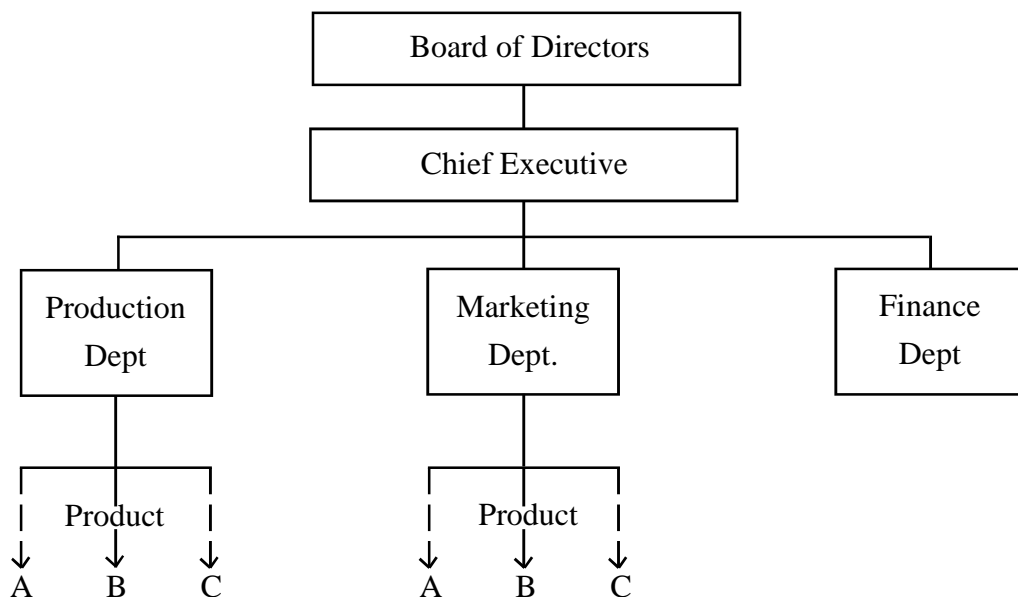 Board of Directors
Chief Executive
Production
Dept
Marketing
Dept.
Finance
Dept
Product
A B C
Product
A B C